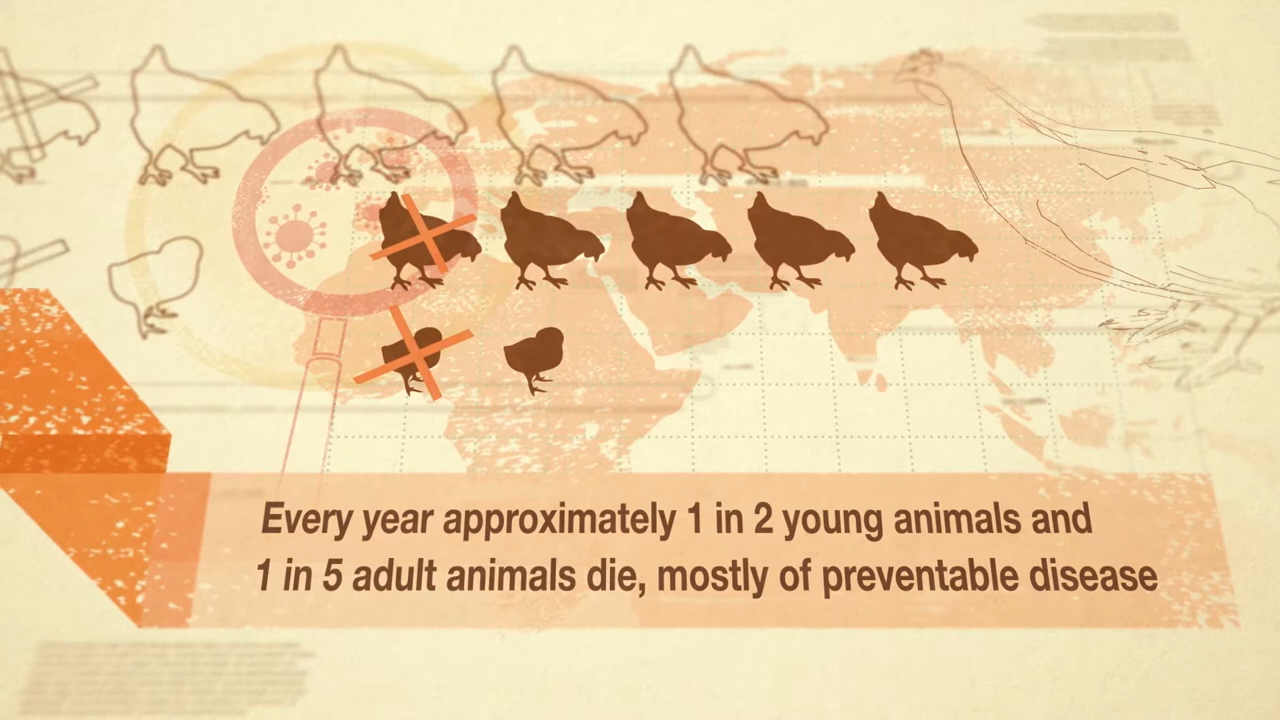 Every year approximately 1 in 2 young animals and
1 in 5 adult animals die, mostly of preventable disease